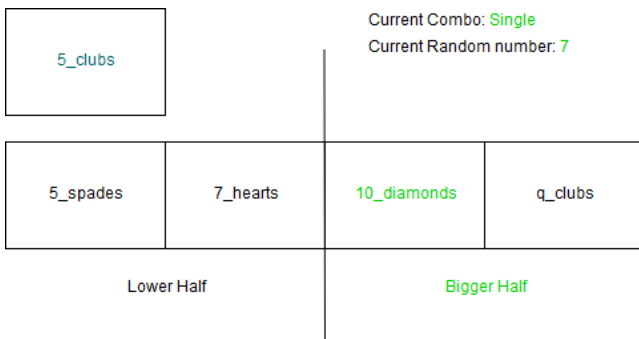 Current Combo: Single
Current Random number: 7
5_clubs
5_spades
7_hearts
10_diamonds
q_clubs
Lower Half
Bigger Half